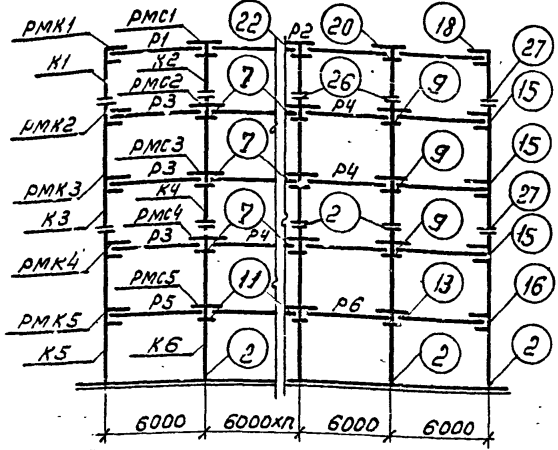 РМС1 22 Р2 20 18
РМК1 Р1
К1 К2 27
РМС2 7 26 9 15
РМК2 Р3 Р4
РМС3 7 9 15
Р3 Р4
РМК3 К4 27
К3 РМС4 7 2 9 15
РМК4 Р3 Р4
РМС5 11 13 16
РМК5 Р5 Р6
К5 К6 2 2 2
6000 6000хп 6000 6000